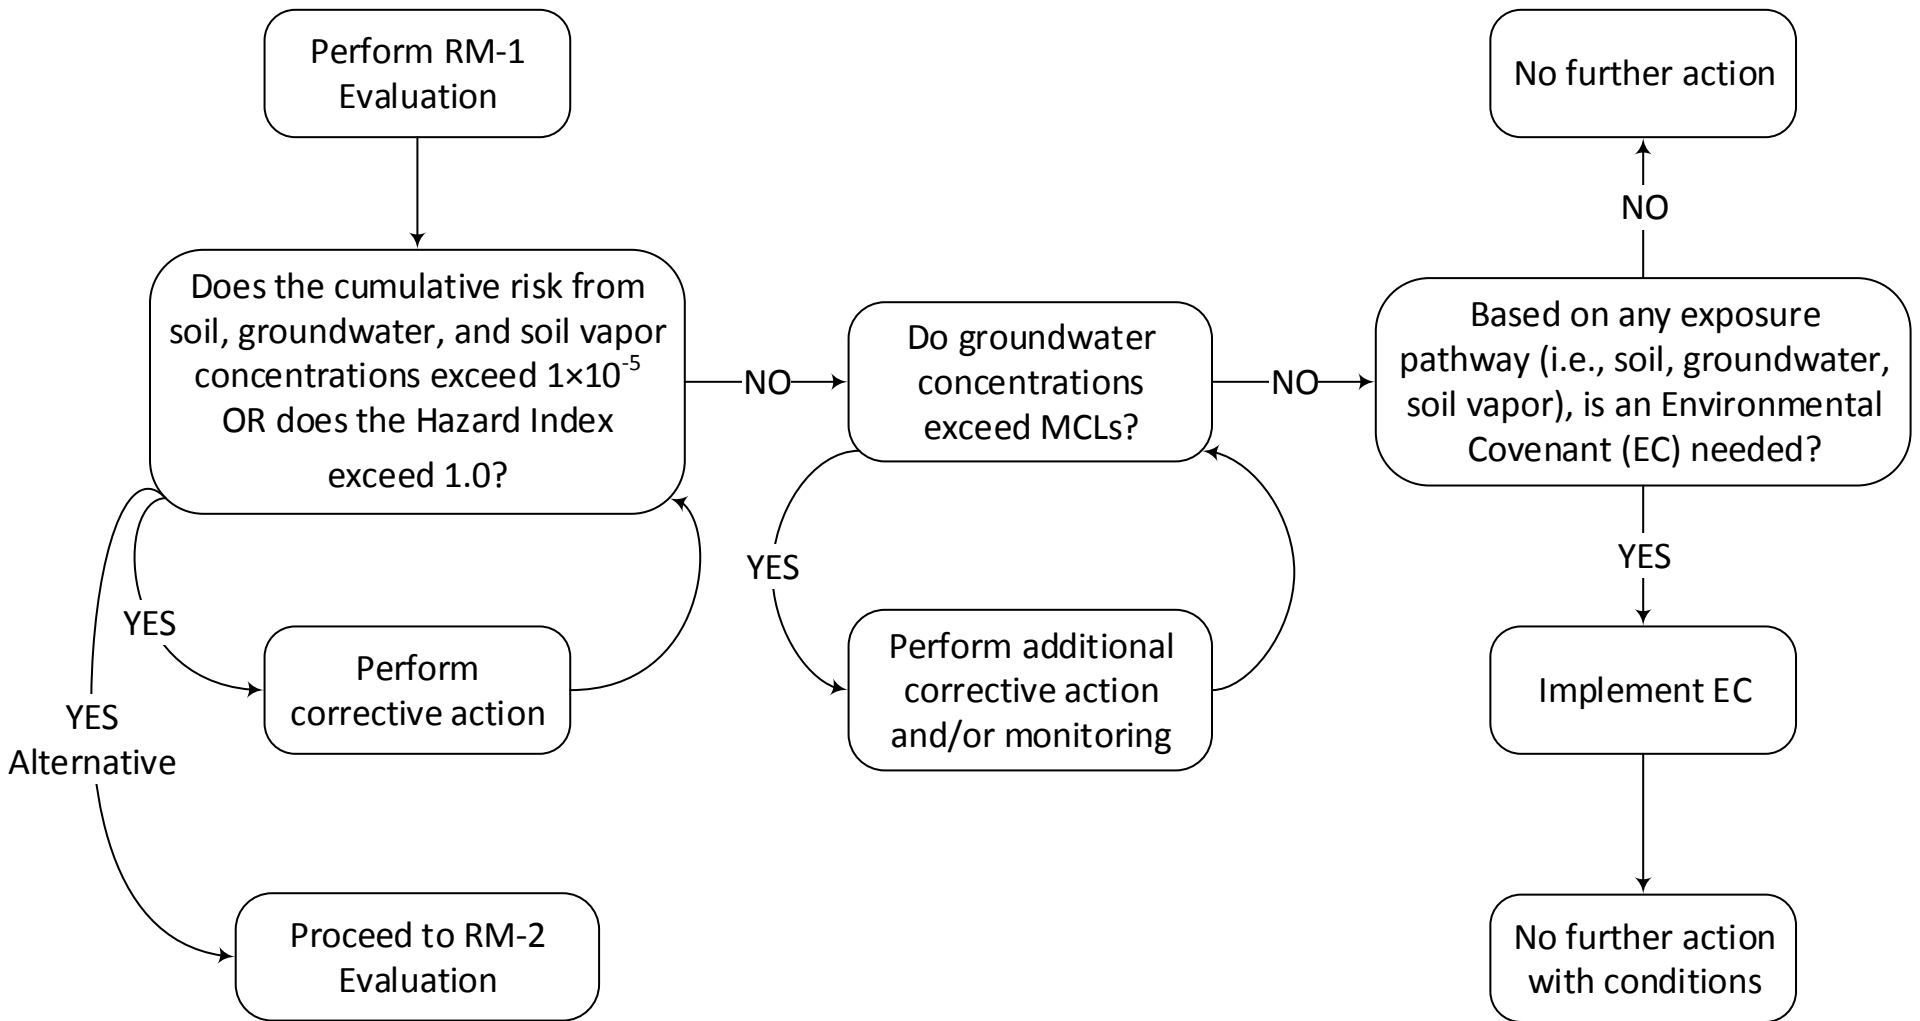 Perform RM-1
Evaluation
Does the cumulative risk from
soil, groundwater, and soil vapor
concentrations exceed 1×10⁻⁵
OR does the Hazard Index
exceed 1.0?
NO
YES
Perform
corrective action
YES
Alternative
Proceed to RM-2
Evaluation
Do groundwater
concentrations
exceed MCLs?
NO
YES
Perform additional
corrective action
and/or monitoring
Based on any exposure
pathway (i.e., soil, groundwater,
soil vapor), is an Environmental
Covenant (EC) needed?
NO
No further action
YES
Implement EC
No further action
with conditions